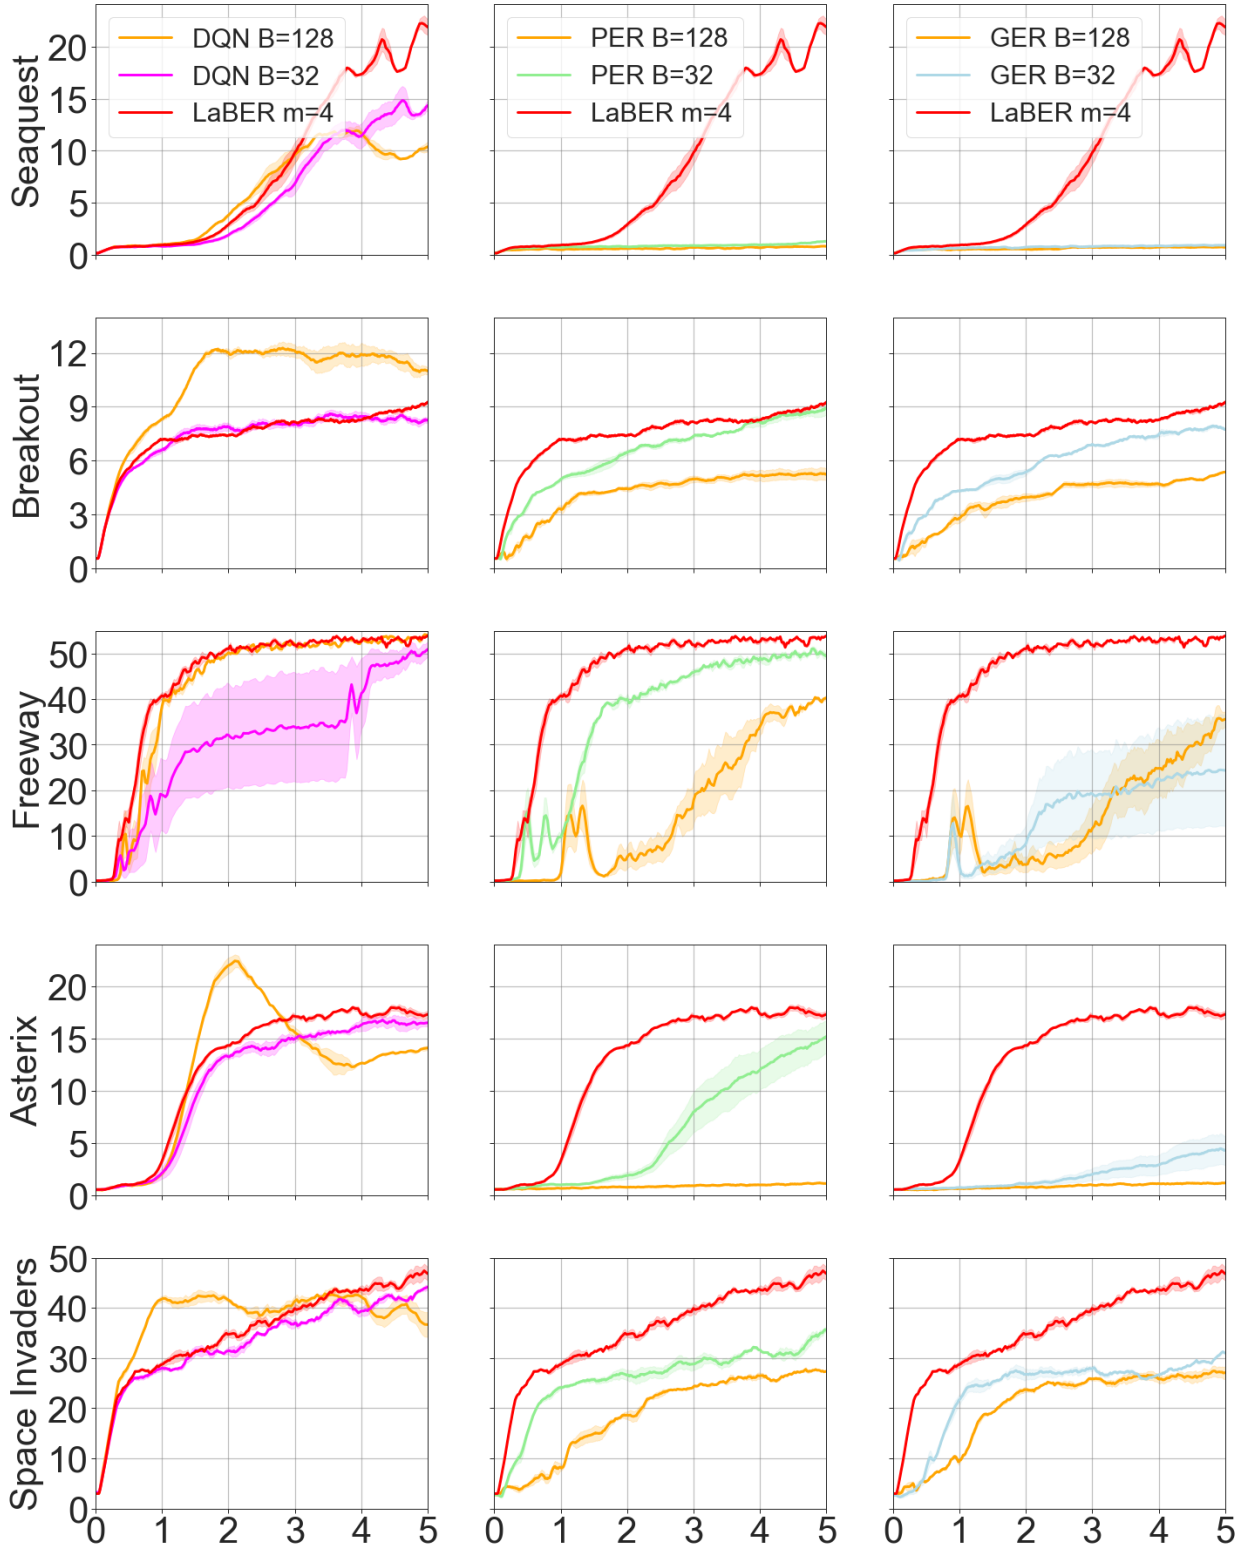 Seaquest
20
15
10
5
0
DQN B=128
DQN B=32
LaBER m=4
PER B=128
PER B=32
LaBER m=4
GER B=128
GER B=32
LaBER m=4
Breakout
12
9
6
3
0
Freeway
50
40
30
20
10
0
Asterix
20
15
10
5
0
Space Invaders
50
40
30
20
10
0
0 1 2 3 4 5
0 1 2 3 4 5
0 1 2 3 4 5